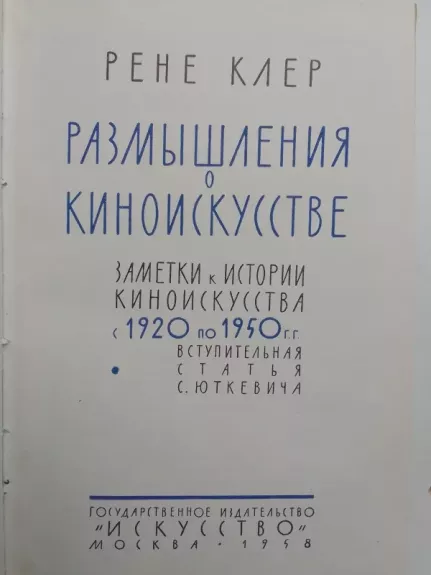 РЕНЕ КЛЕР
РАЗМЫШЛЕНИЯ
О
КИНОИСКУССТВЕ
ЗАМЕТКИ к ИСТОРИИ
КИНОИСКУССТВА
с 1920 по 1950 г.г.
ВСТУПИТЕЛЬНАЯ
СТАТЬЯ
С. ЮТКЕВИЧА
ГОСУДАРСТВЕННОЕ ИЗДАТЕЛЬСТВО
"ИСКУССТВО"
МОСКВА · 1958